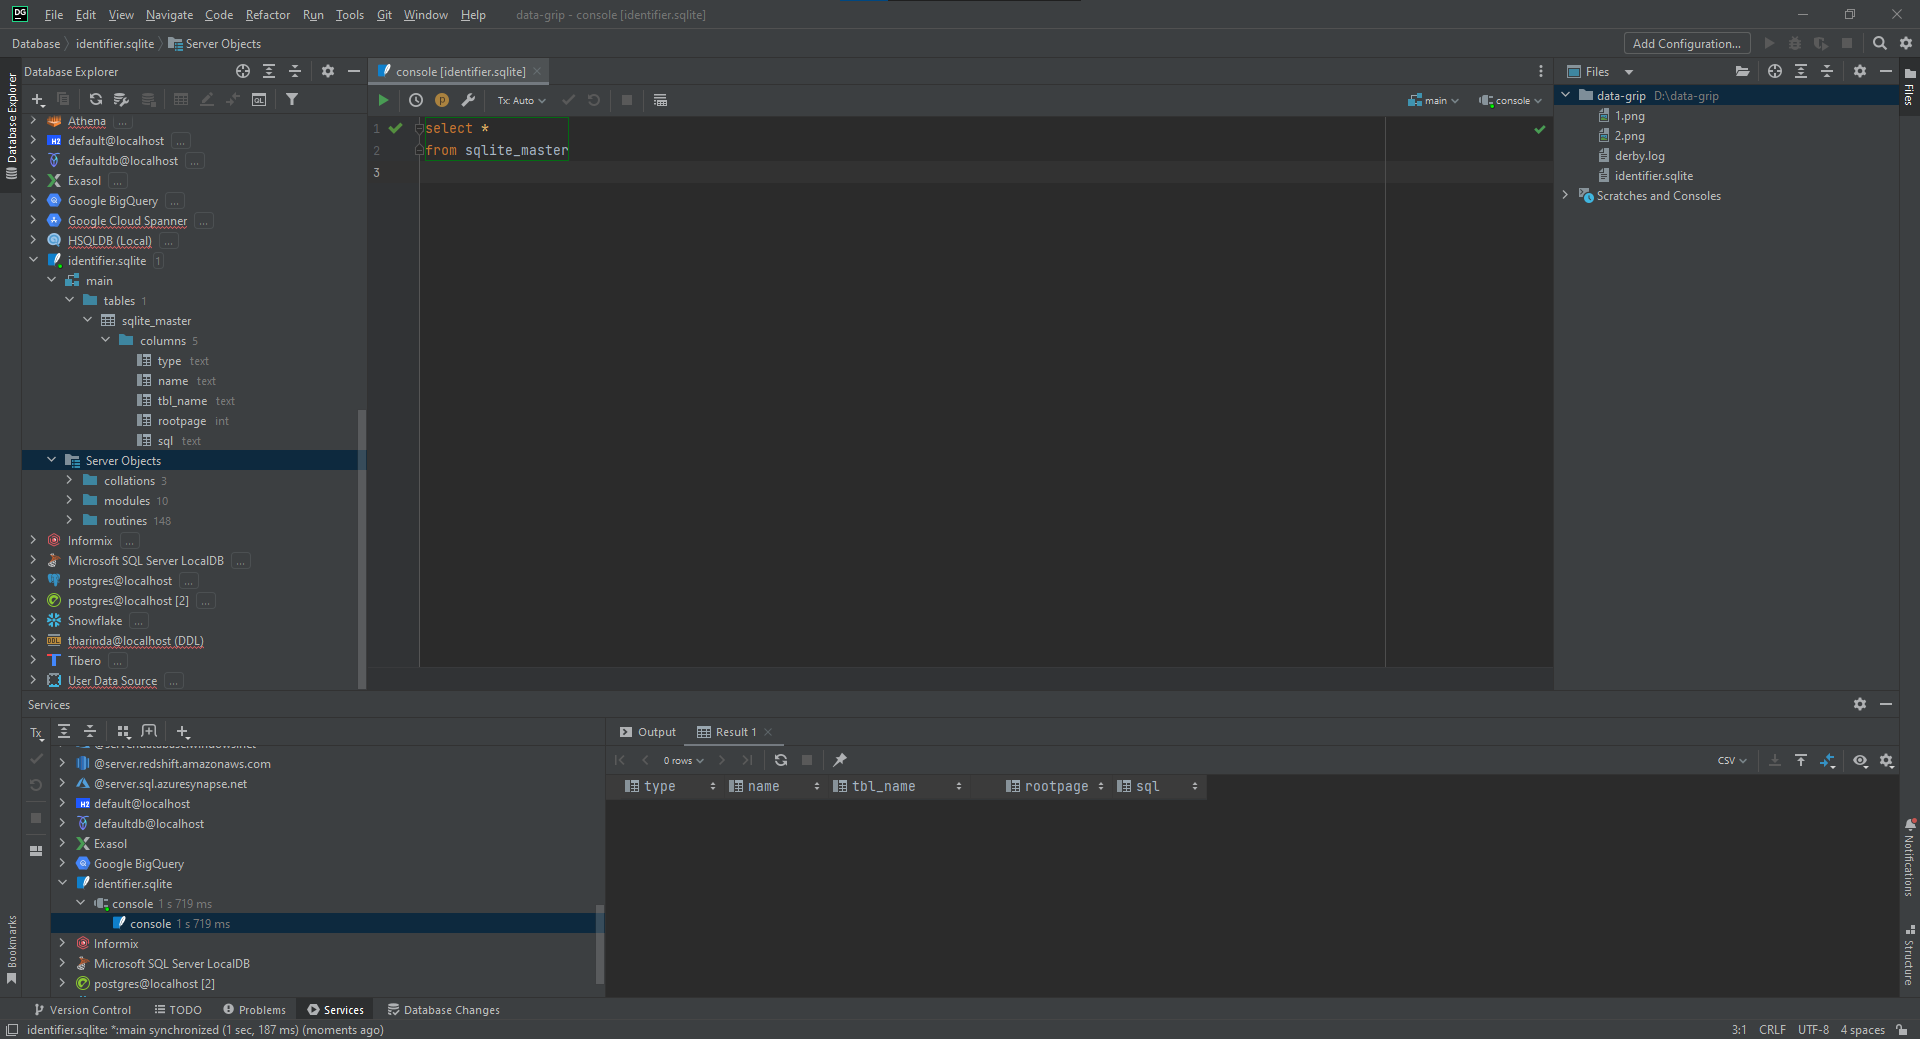 DG File Edit View Navigate Code Refactor Run Tools Git Window Help data-grip - console [identifier.sqlite]
Database identifier.sqlite Server Objects Add Configuration...
Database Explorer
Database Explorer
console [identifier.sqlite]
Files
Files
QL
P Tx: Auto main console
Athena ...
default@localhost ...
defaultdb@localhost ...
Exasol ...
Google BigQuery ...
Google Cloud Spanner ...
HSQLDB (Local) ...
identifier.sqlite 1
main
tables 1
sqlite_master
columns 5
type text
name text
tbl_name text
rootpage int
sql text
Server Objects
collations 3
modules 10
routines 148
Informix ...
Microsoft SQL Server LocalDB ...
postgres@localhost ...
postgres@localhost [2] ...
Snowflake ...
tharinda@localhost (DDL)
Tibero ...
User Data Source ...
1 select *
2 from sqlite_master
3
data-grip D:\data-grip
1.png
2.png
derby.log
identifier.sqlite
Scratches and Consoles
Services
Tx
@server.redshift.amazonaws.com
@server.sql.azuresynapse.net
default@localhost
defaultdb@localhost
Exasol
Google BigQuery
identifier.sqlite
console 1 s 719 ms
console 1 s 719 ms
Informix
Microsoft SQL Server LocalDB
postgres@localhost [2]
Output Result 1
0 rows CSV
type name tbl_name rootpage sql
Notifications
Structure
Bookmarks
Version Control TODO Problems Services Database Changes
identifier.sqlite: *:main synchronized (1 sec, 187 ms) (moments ago) 3:1 CRLF UTF-8 4 spaces